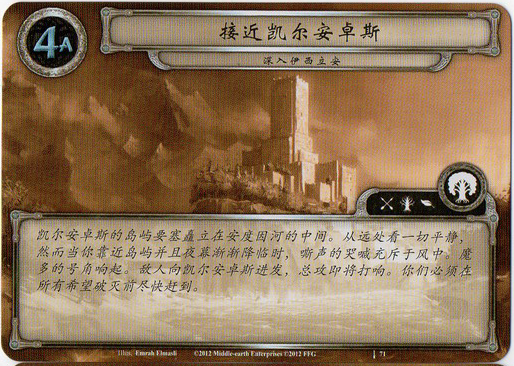 4A
接近凯尔安卓斯
深入伊西立安
凯尔安卓斯的岛屿要塞矗立在安度因河的中间。从远处看一切平静，
然而当你靠近岛屿并且夜幕渐渐降临时，嘶声的哭喊充斥于风中。魔
多的号角响起。敌人向凯尔安卓斯进发，总攻即将打响。你们必须在
所有希望破灭前尽快赶到。
Illus. Emrah Elmasli ©2012 Middle-earth Enterprises ©2012 FFG 71